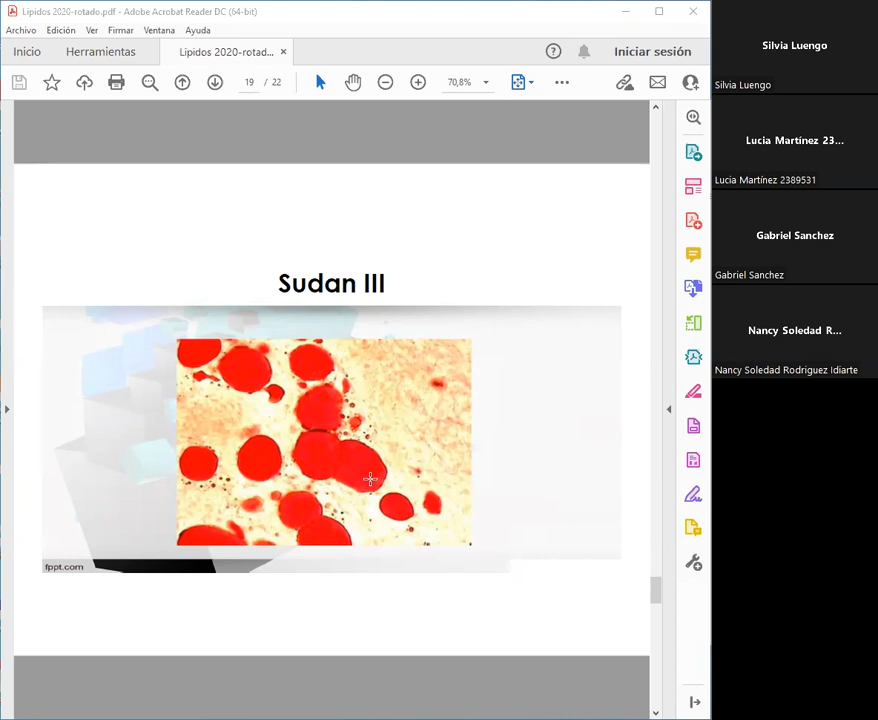 Lipidos 2020-rotado.pdf - Adobe Acrobat Reader DC (64-bit)
Archivo Edición Ver Firmar Ventana Ayuda
Inicio Herramientas Lipidos 2020-rotad... × Iniciar sesión
19 / 22 70,8%
Sudan III
fppt.com
Silvia Luengo
Silvia Luengo
Lucia Martínez 23...
Lucia Martínez 2389531
Gabriel Sanchez
Gabriel Sanchez
Nancy Soledad R...
Nancy Soledad Rodriguez Idiarte